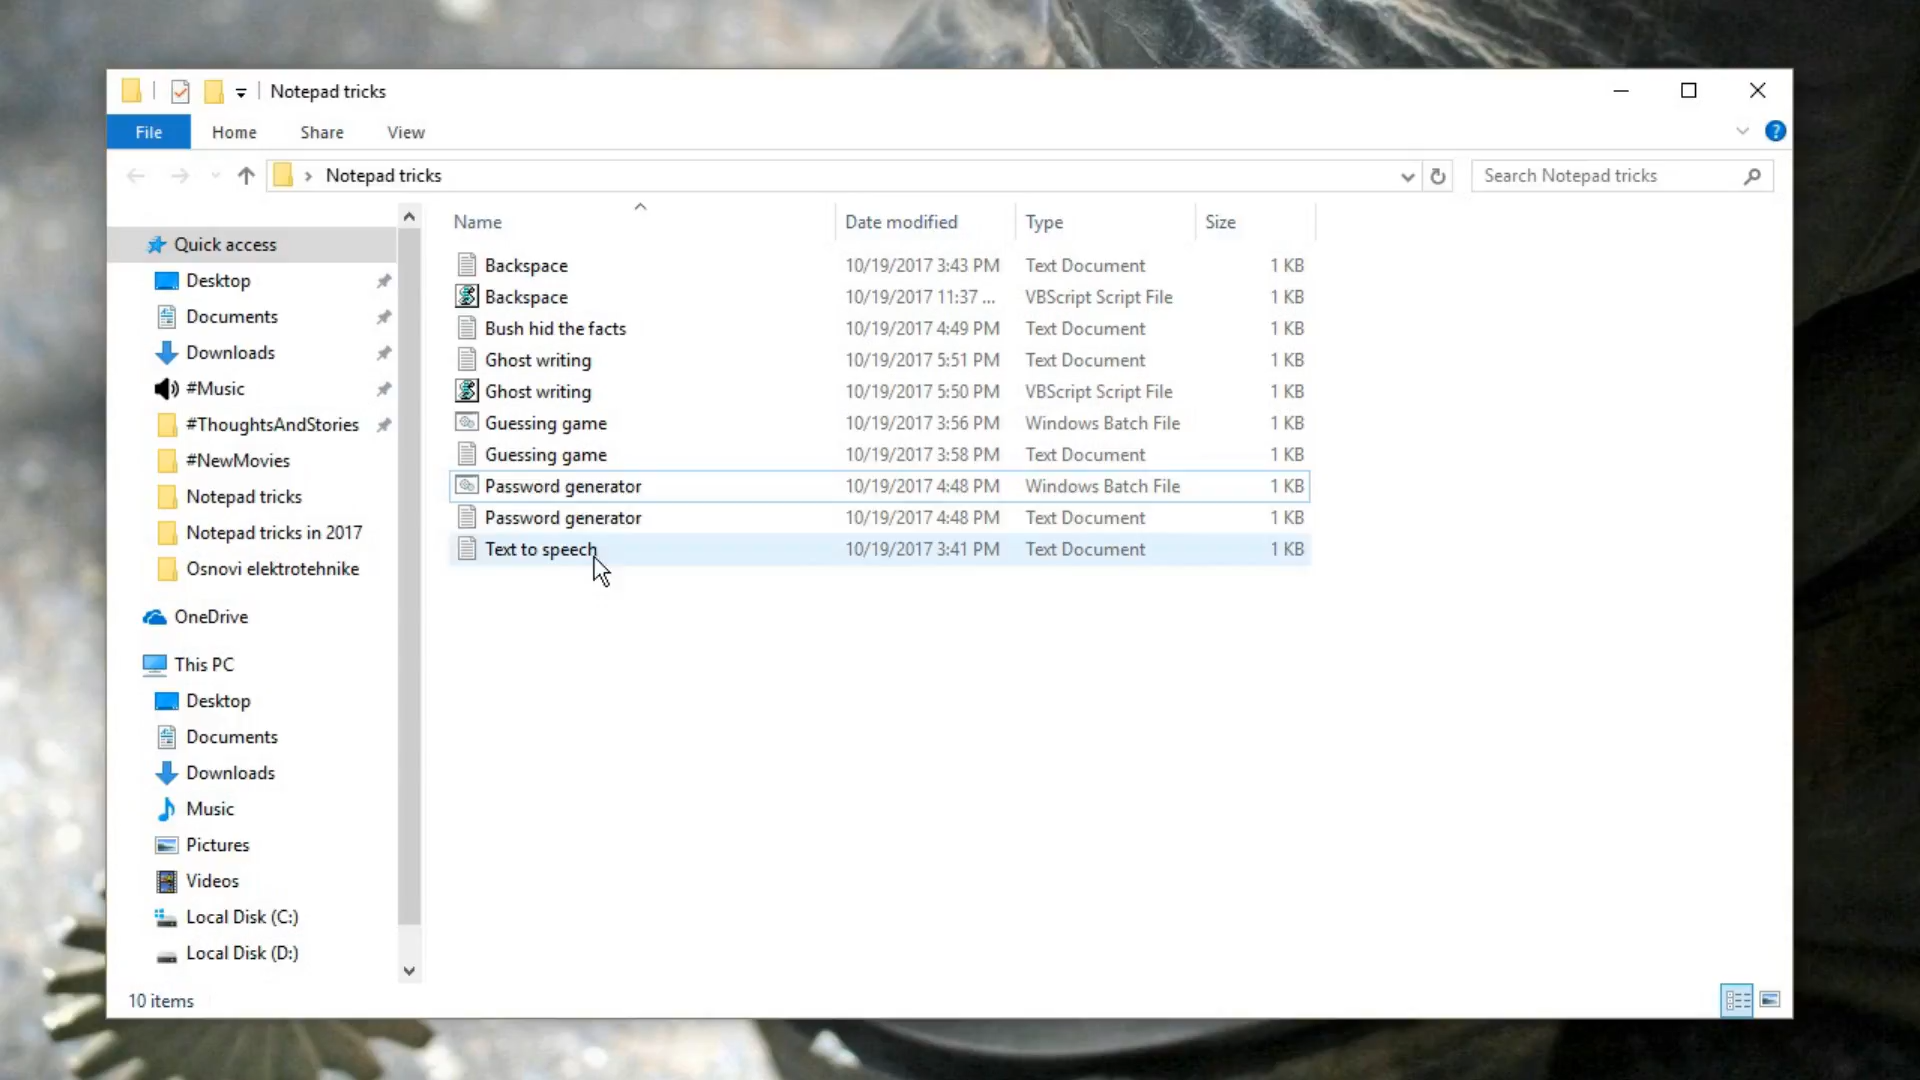 Notepad tricks
File Home Share View
Notepad tricks
Search Notepad tricks
Name Date modified Type Size
Quick access
Desktop
Documents
Downloads
#Music
#ThoughtsAndStories
#NewMovies
Notepad tricks
Notepad tricks in 2017
Osnovi elektrotehnike
OneDrive
This PC
Desktop
Documents
Downloads
Music
Pictures
Videos
Local Disk (C:)
Local Disk (D:)
Backspace 10/19/2017 3:43 PM Text Document 1 KB
Backspace 10/19/2017 11:37 ... VBScript Script File 1 KB
Bush hid the facts 10/19/2017 4:49 PM Text Document 1 KB
Ghost writing 10/19/2017 5:51 PM Text Document 1 KB
Ghost writing 10/19/2017 5:50 PM VBScript Script File 1 KB
Guessing game 10/19/2017 3:56 PM Windows Batch File 1 KB
Guessing game 10/19/2017 3:58 PM Text Document 1 KB
Password generator 10/19/2017 4:48 PM Windows Batch File 1 KB
Password generator 10/19/2017 4:48 PM Text Document 1 KB
Text to speech 10/19/2017 3:41 PM Text Document 1 KB
10 items